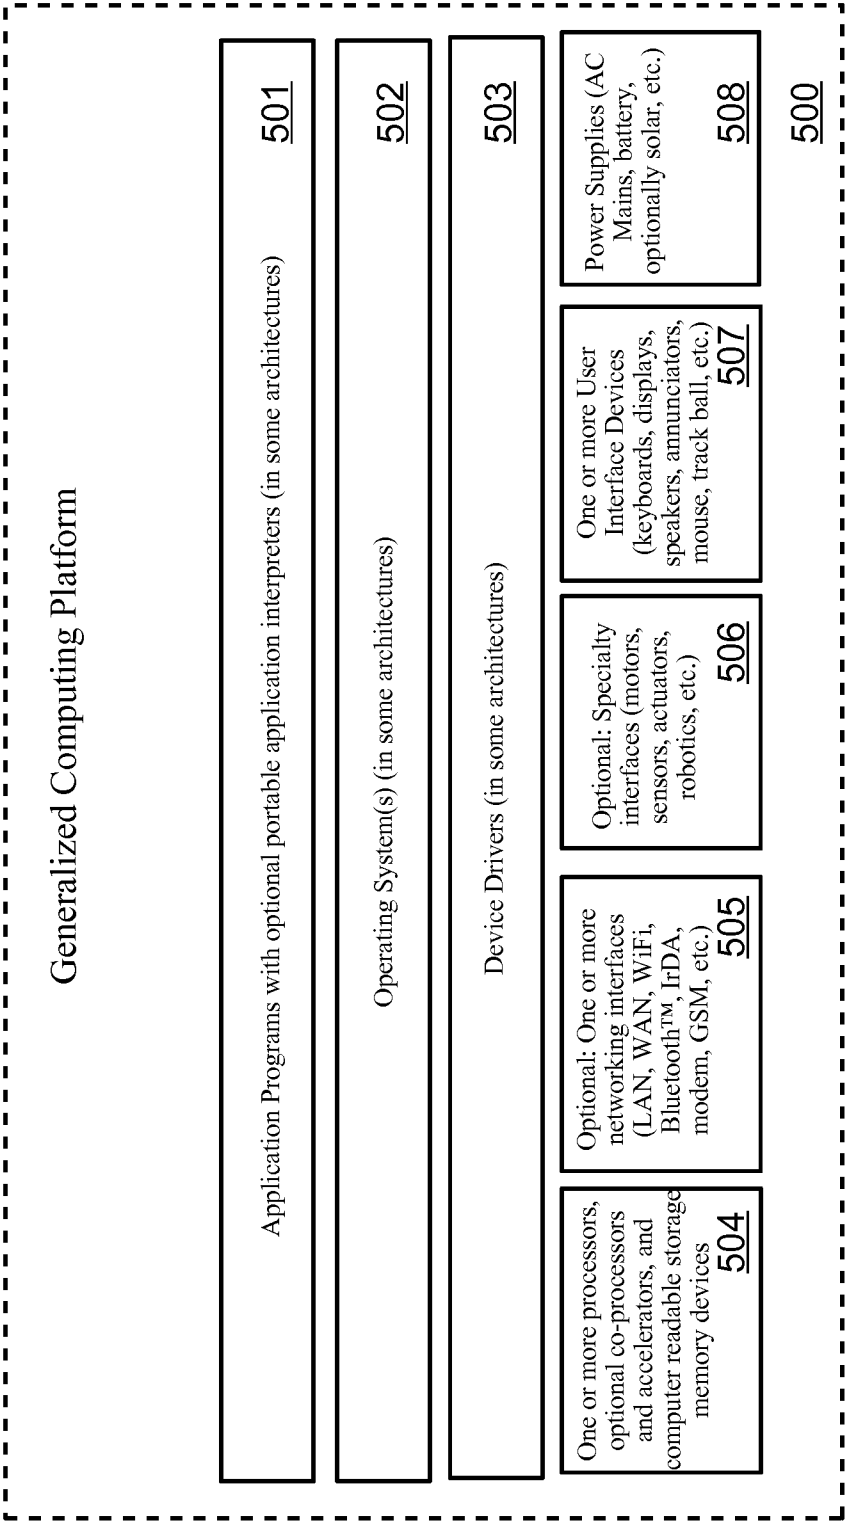 Generalized Computing Platform
Application Programs with optional portable application interpreters (in some architectures)
501
Operating System(s) (in some architectures)
502
Device Drivers (in some architectures)
503
One or more processors,
optional co-processors
and accelerators, and
computer readable storage
memory devices
504
Optional: One or more
networking interfaces
(LAN, WAN, WiFi,
Bluetooth™, IrDA,
modem, GSM, etc.)
505
Optional: Specialty
interfaces (motors,
sensors, actuators,
robotics, etc.)
506
One or more User
Interface Devices
(keyboards, displays,
speakers, annunciators,
mouse, track ball, etc.)
507
Power Supplies (AC
Mains, battery,
optionally solar, etc.)
508
500